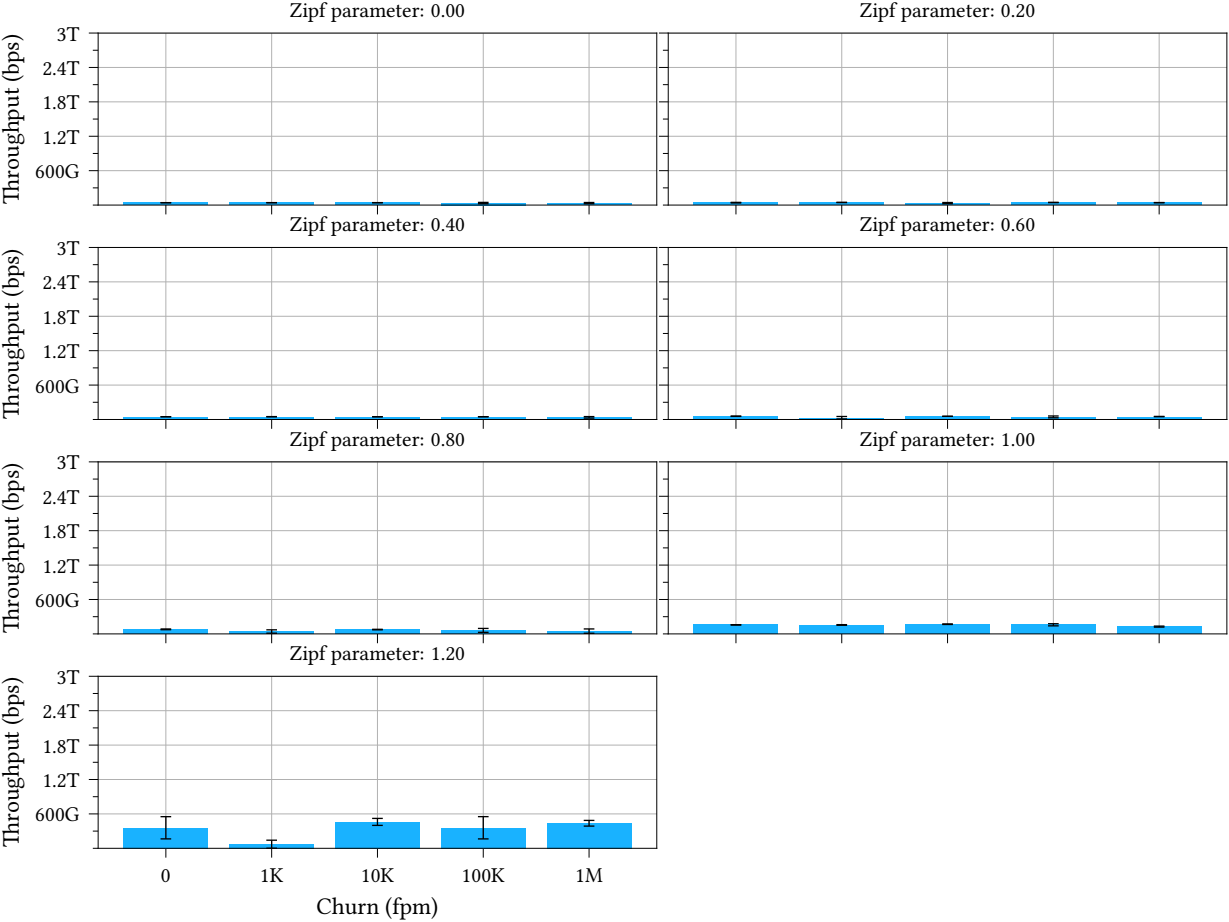 Zipf parameter: 0.00
Zipf parameter: 0.20
Throughput (bps)
3T
2.4T
1.8T
1.2T
600G
Zipf parameter: 0.40
Zipf parameter: 0.60
Throughput (bps)
3T
2.4T
1.8T
1.2T
600G
Zipf parameter: 0.80
Zipf parameter: 1.00
Throughput (bps)
3T
2.4T
1.8T
1.2T
600G
Zipf parameter: 1.20
Throughput (bps)
3T
2.4T
1.8T
1.2T
600G
0 1K 10K 100K 1M
Churn (fpm)